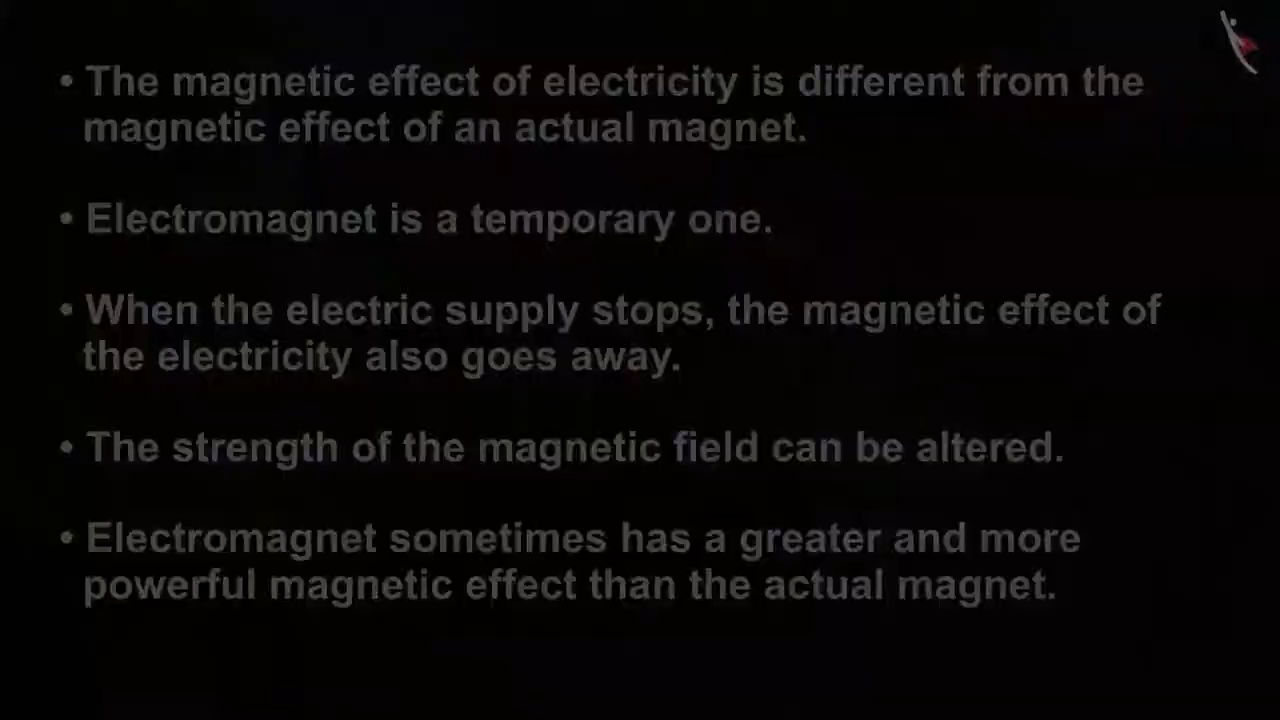 • The magnetic effect of electricity is different from the
magnetic effect of an actual magnet.
• Electromagnet is a temporary one.
• When the electric supply stops, the magnetic effect of
the electricity also goes away.
• The strength of the magnetic field can be altered.
• Electromagnet sometimes has a greater and more
powerful magnetic effect than the actual magnet.